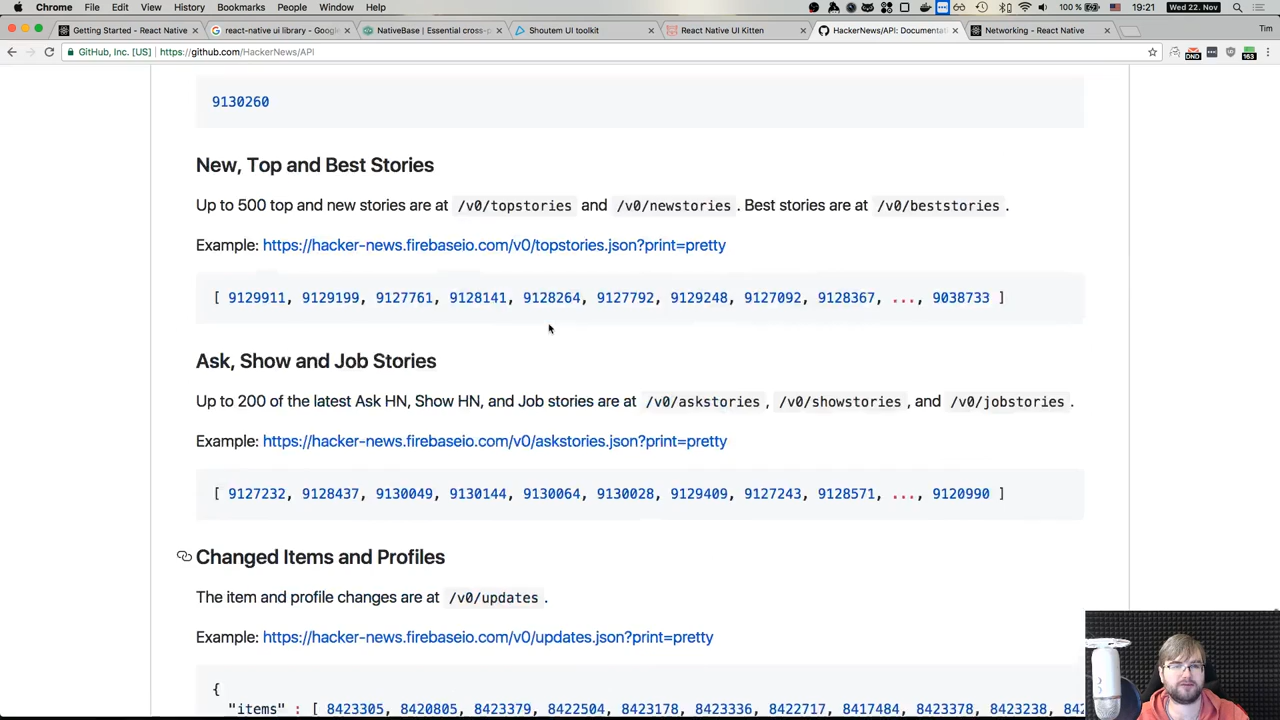 Chrome File Edit View History Bookmarks People Window Help 100 % 19:21 Wed 22. Nov
Getting Started - React Native × react-native ui library - Google × NativeBase | Essential cross-p × Shoutem UI toolkit × React Native UI Kitten × HackerNews/API: Documentat × Networking - React Native × Tim
GitHub, Inc. [US] https://github.com/HackerNews/API DND 153
9130260
New, Top and Best Stories
Up to 500 top and new stories are at /v0/topstories and /v0/newstories. Best stories are at /v0/beststories.
Example: https://hacker-news.firebaseio.com/v0/topstories.json?print=pretty
[ 9129911, 9129199, 9127761, 9128141, 9128264, 9127792, 9129248, 9127092, 9128367, ..., 9038733 ]
Ask, Show and Job Stories
Up to 200 of the latest Ask HN, Show HN, and Job stories are at /v0/askstories, /v0/showstories, and /v0/jobstories.
Example: https://hacker-news.firebaseio.com/v0/askstories.json?print=pretty
[ 9127232, 9128437, 9130049, 9130144, 9130064, 9130028, 9129409, 9127243, 9128571, ..., 9120990 ]
Changed Items and Profiles
The item and profile changes are at /v0/updates.
Example: https://hacker-news.firebaseio.com/v0/updates.json?print=pretty
{
"items" : [ 8423305, 8420805, 8423379, 8422504, 8423178, 8423336, 8422717, 8417484, 8423378, 8423238, 84